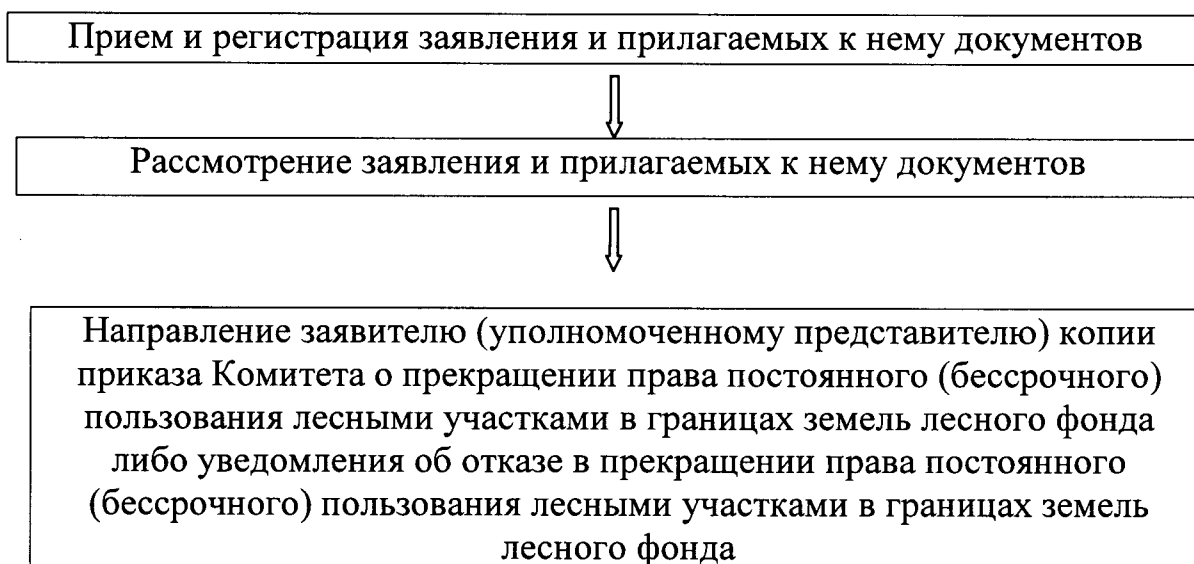 Прием и регистрация заявления и прилагаемых к нему документов
Рассмотрение заявления и прилагаемых к нему документов
Направление заявителю (уполномоченному представителю) копии
приказа Комитета о прекращении права постоянного (бессрочного)
пользования лесными участками в границах земель лесного фонда
либо уведомления об отказе в прекращении права постоянного
(бессрочного) пользования лесными участками в границах земель
лесного фонда